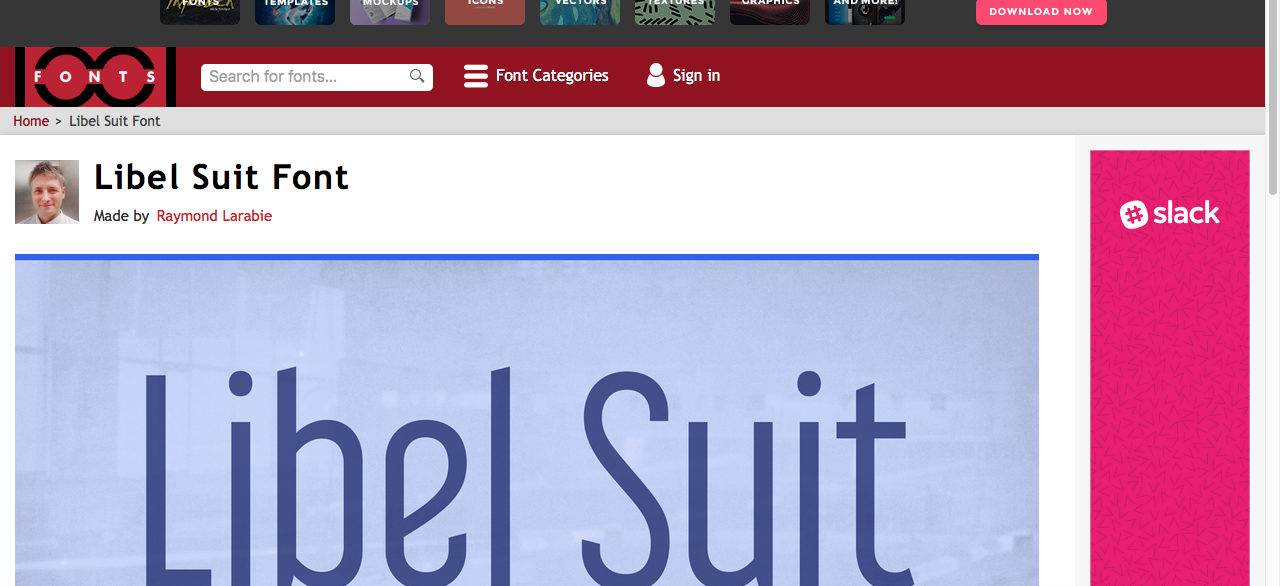 FONTS TEMPLATES MOCKUPS ICONS VECTORS TEXTURES GRAPHICS AND MORE!
DOWNLOAD NOW
FONTS
Search for fonts...
Font Categories
Sign in
Home > Libel Suit Font
Libel Suit Font
Made by Raymond Larabie
slack
Libel Suit